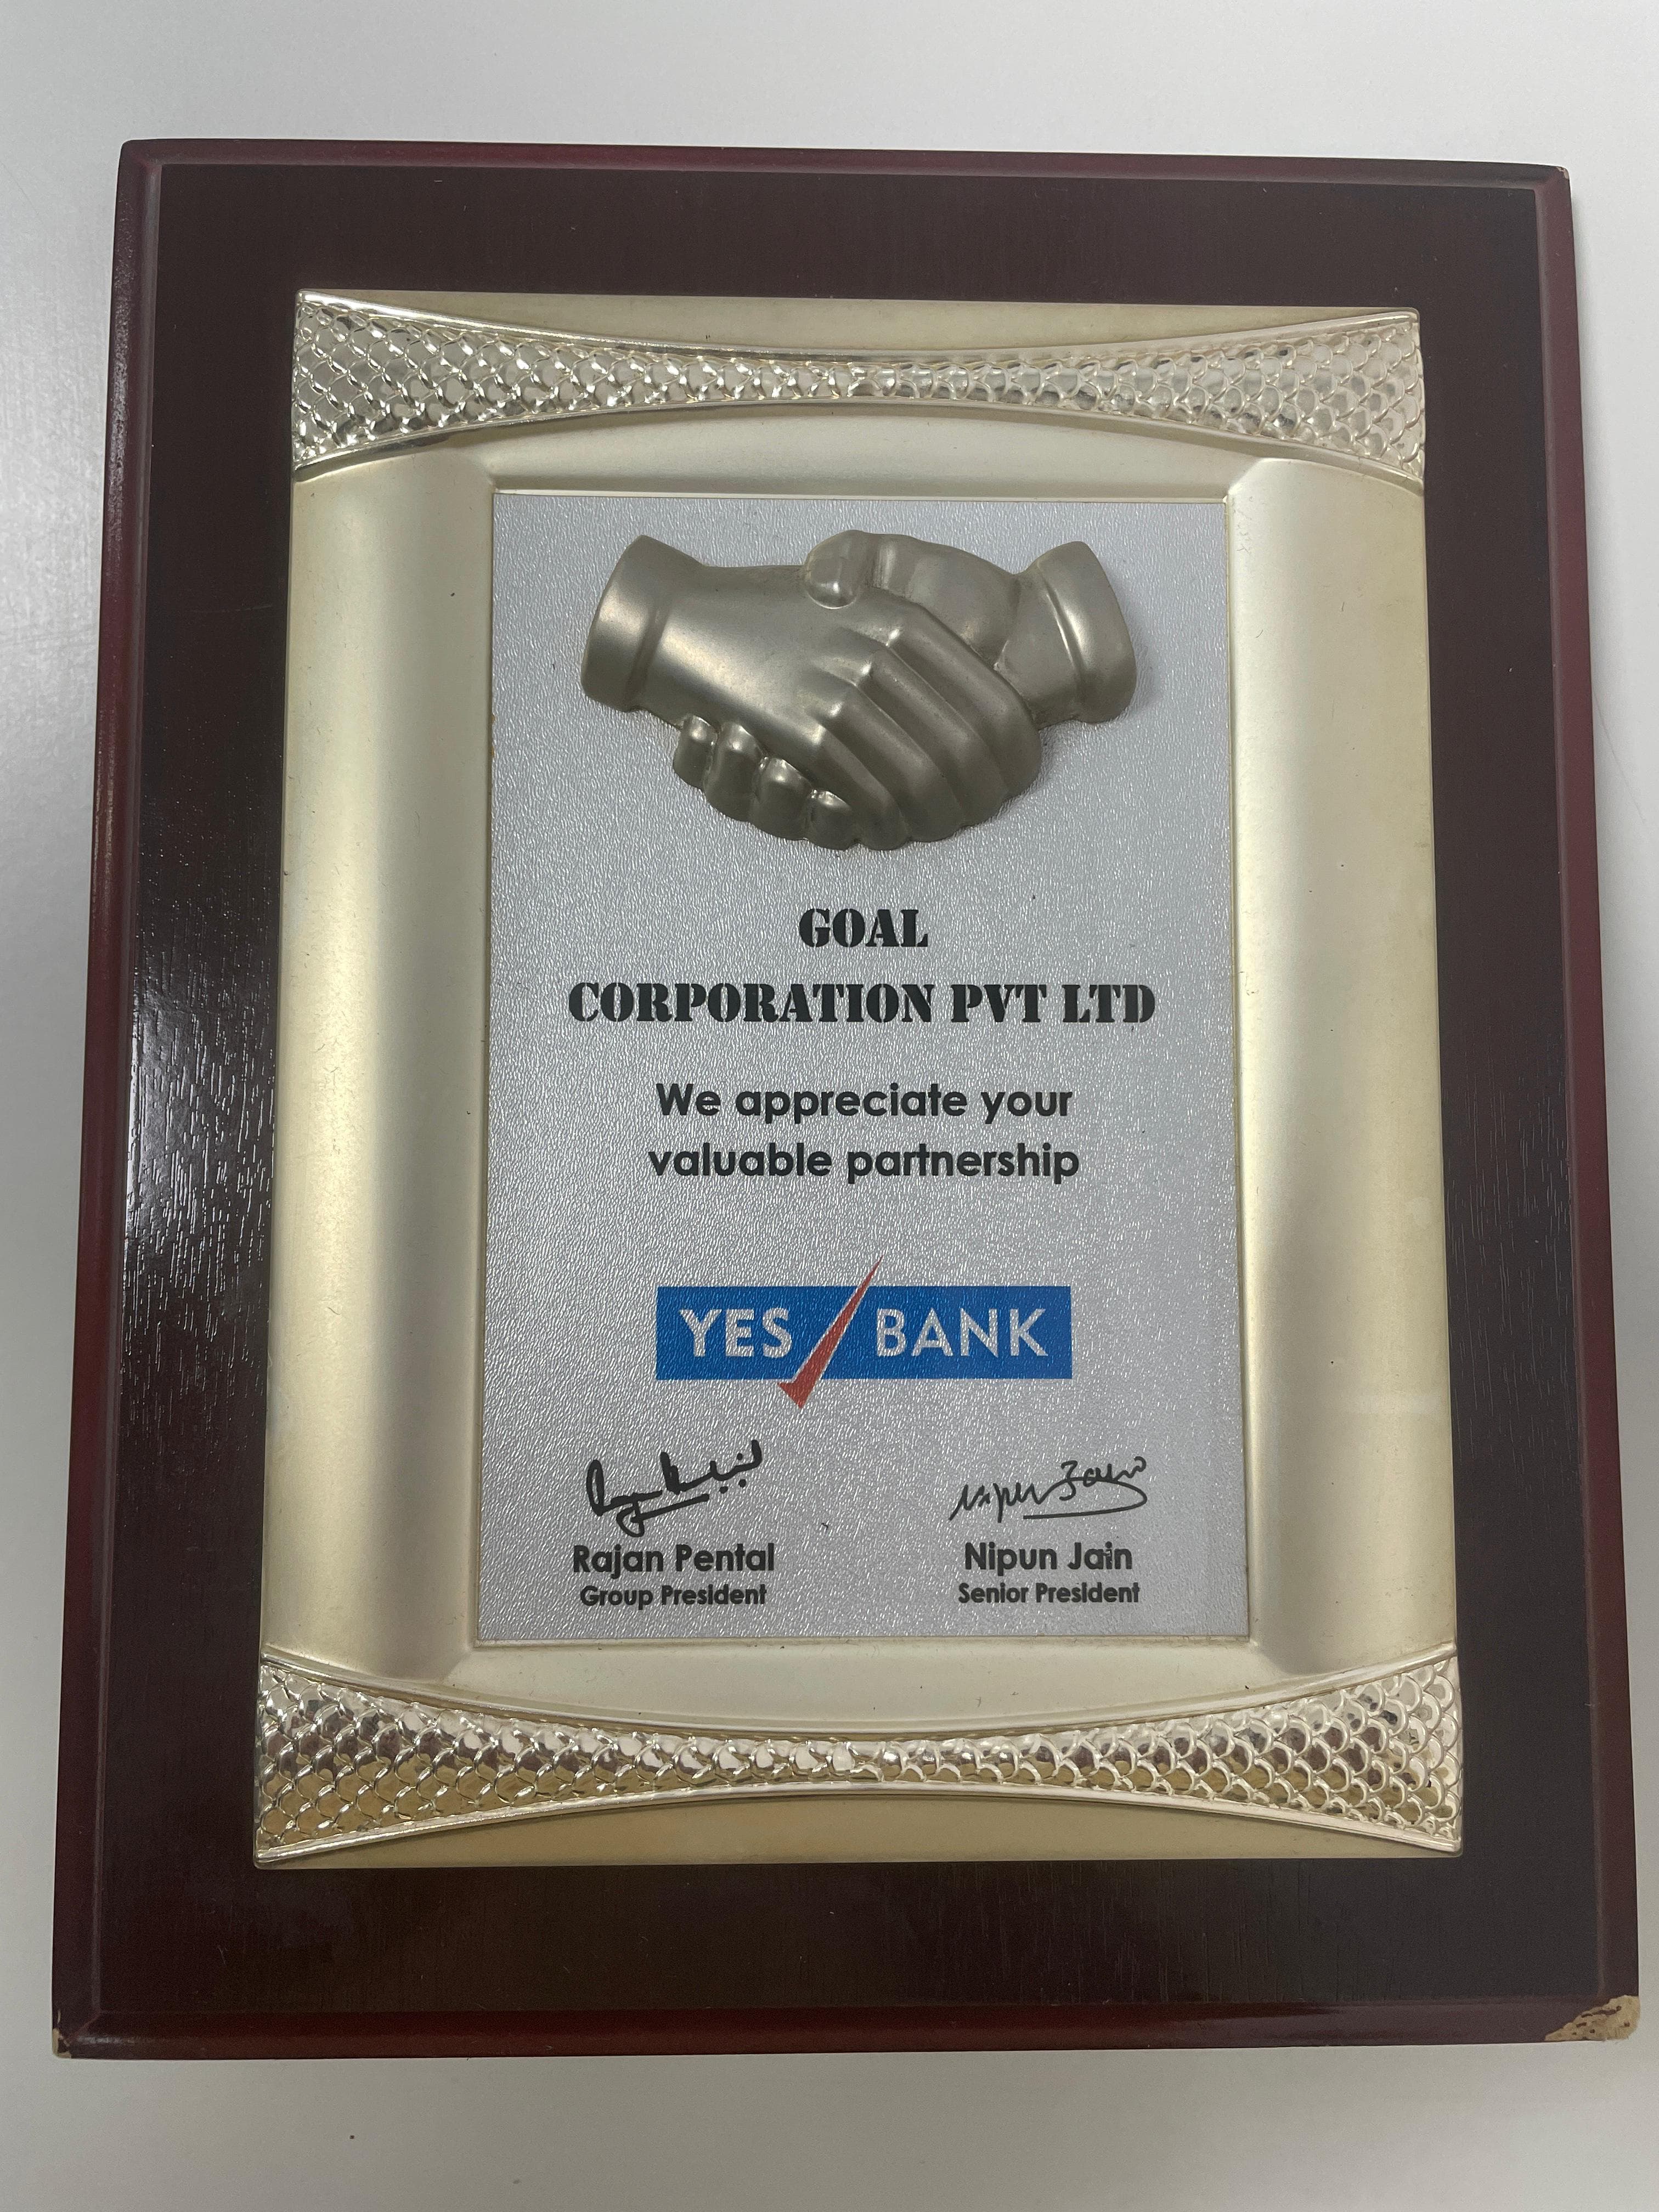 GOAL
CORPORATION PVT LTD
We appreciate your
valuable partnership
YES BANK
Rajan Pental
Nipun Jain
Group President
Senior President